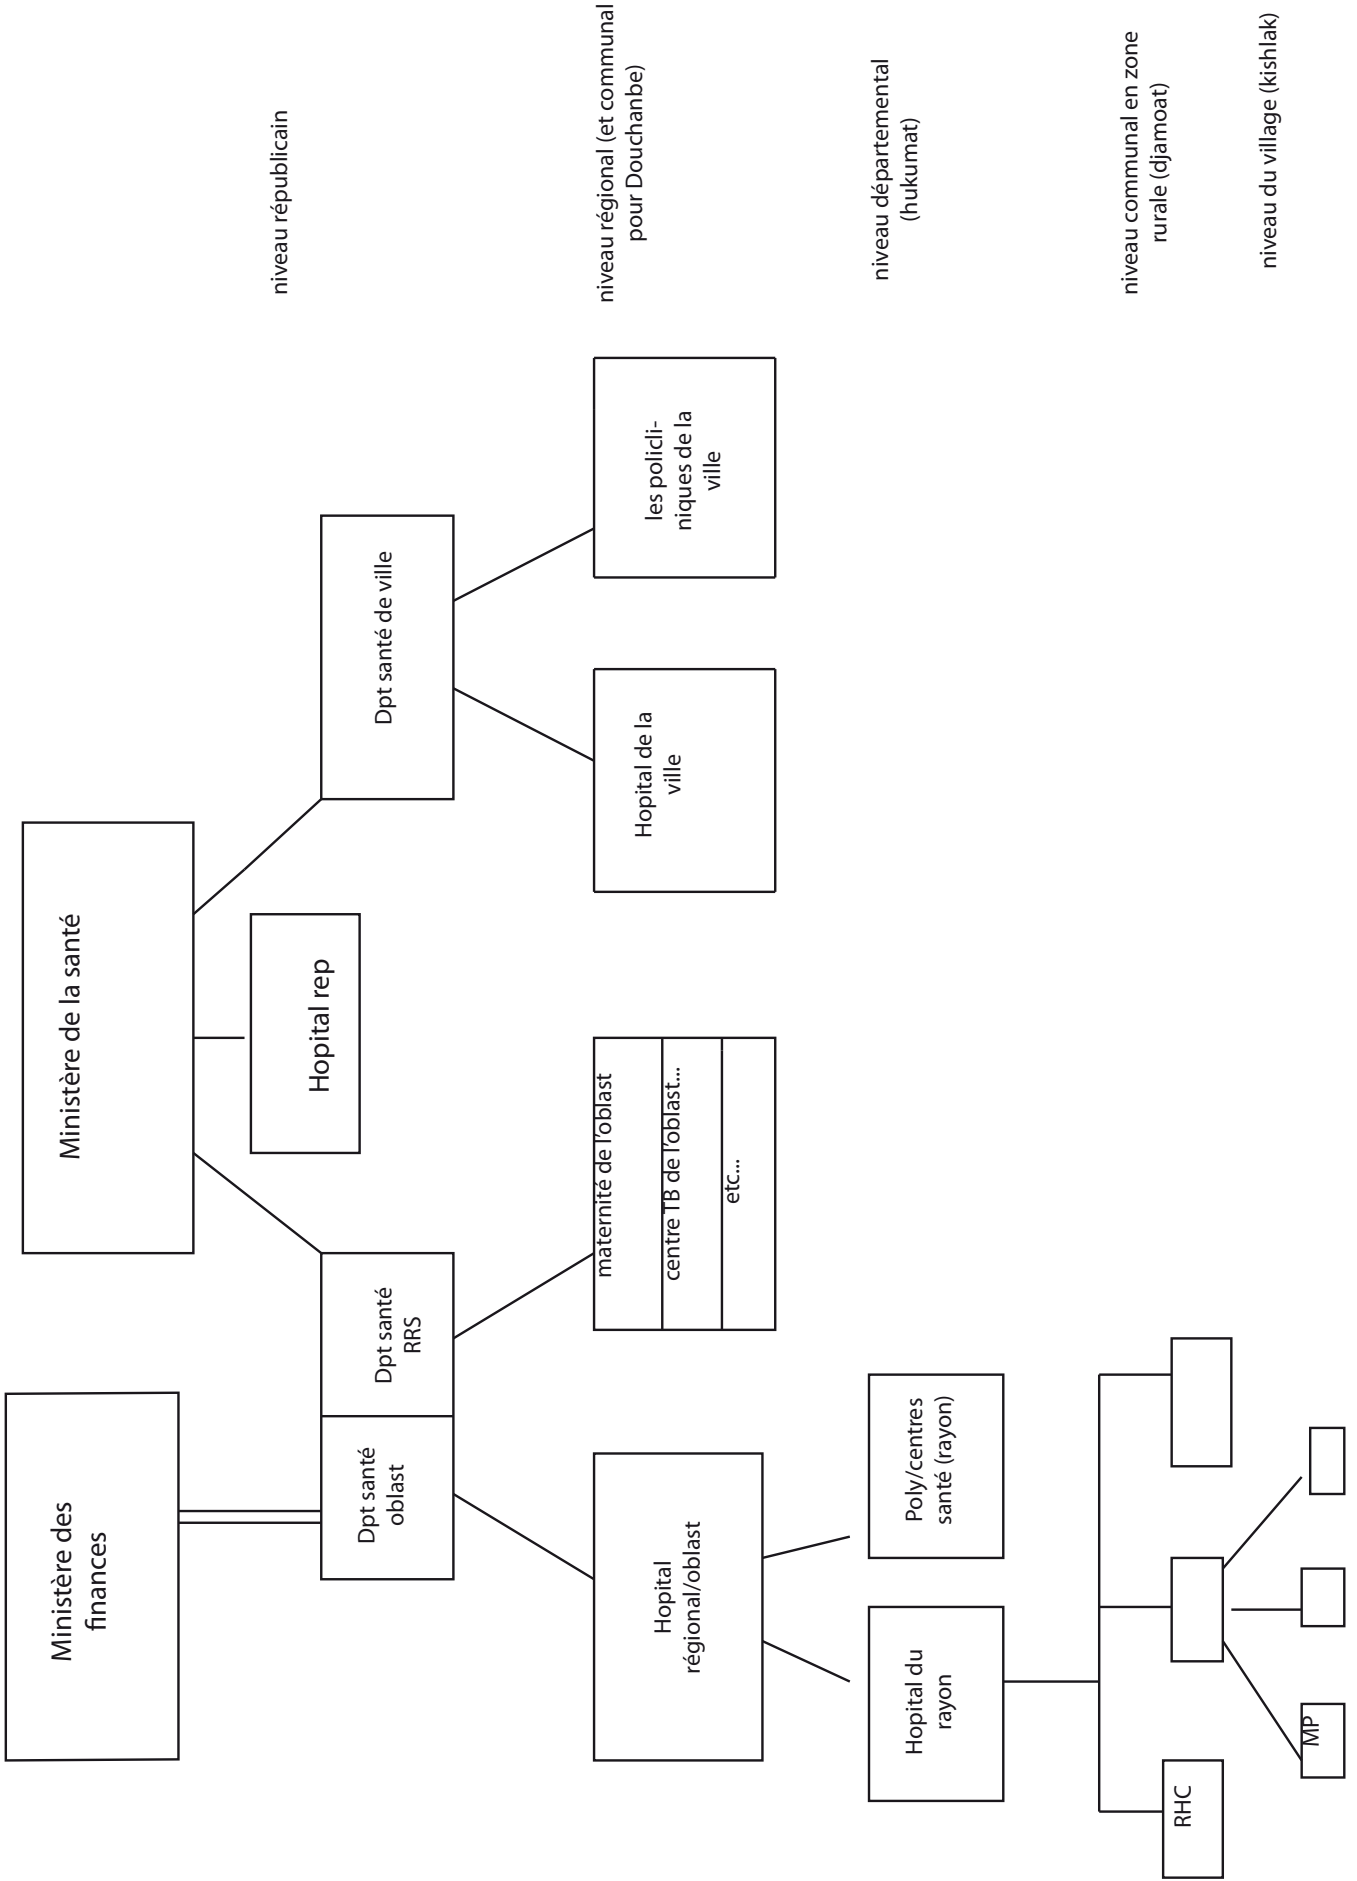 Ministère des
finances
Ministère de la santé
niveau républicain
Hopital rep
Dpt santé
oblast
Dpt santé
RRS
Dpt santé de ville
niveau régional (et communal
pour Douchanbe)
Hopital
régional/oblast
maternité de l'oblast
centre TB de l'oblast...
etc...
Hopital de la
ville
les policli-
niques de la
ville
niveau départemental
(hukumat)
Hopital du
rayon
Poly/centres
santé (rayon)
niveau communal en zone
rurale (djamoat)
RHC
niveau du village (kishlak)
MP